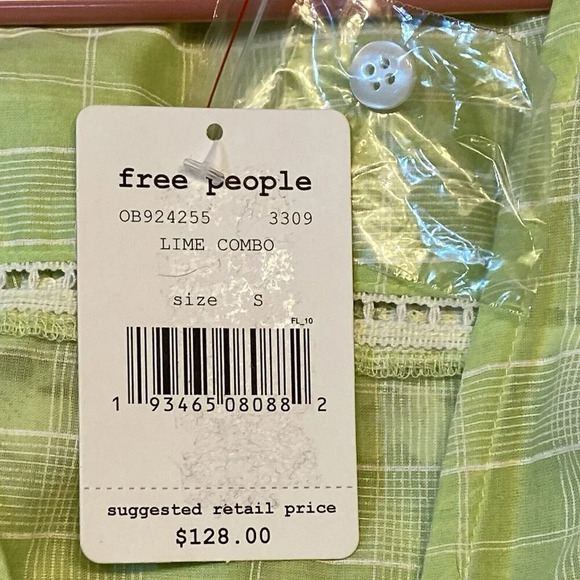 free people
OB924255 3309
LIME COMBO
size S
FL_10
1 93465 08088 2
suggested retail price
$128.00